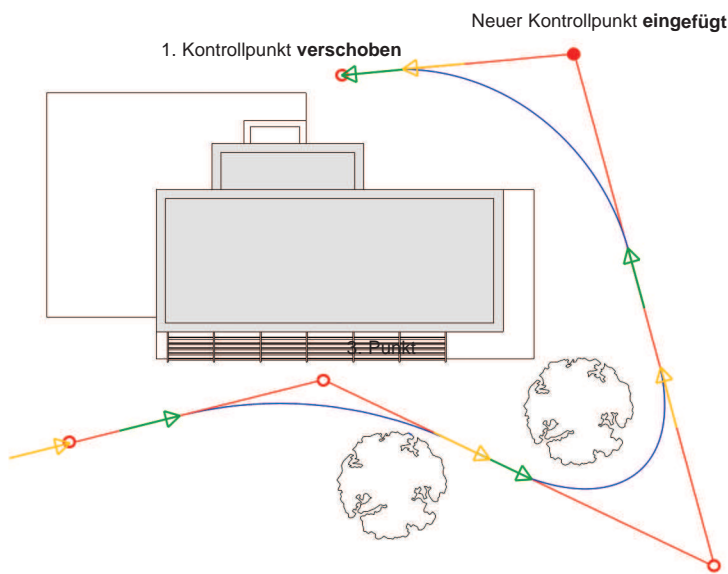 Neuer Kontrollpunkt eingefügt
1. Kontrollpunkt verschoben
3. Punkt